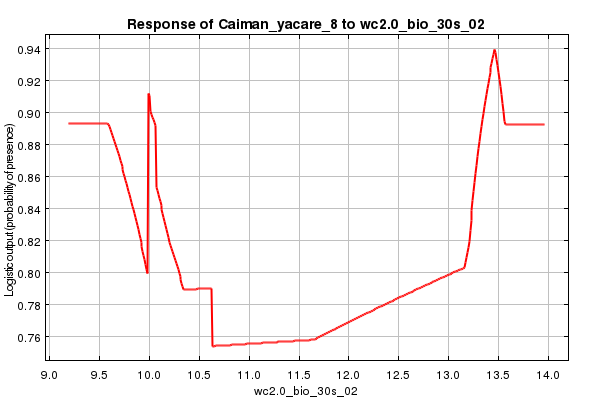 Response of Caiman_yacare_8 to wc2.0_bio_30s_02
Logistic output (probability of presence)
0.94
0.92
0.90
0.88
0.86
0.84
0.82
0.80
0.78
0.76
9.0 9.5 10.0 10.5 11.0 11.5 12.0 12.5 13.0 13.5 14.0
wc2.0_bio_30s_02